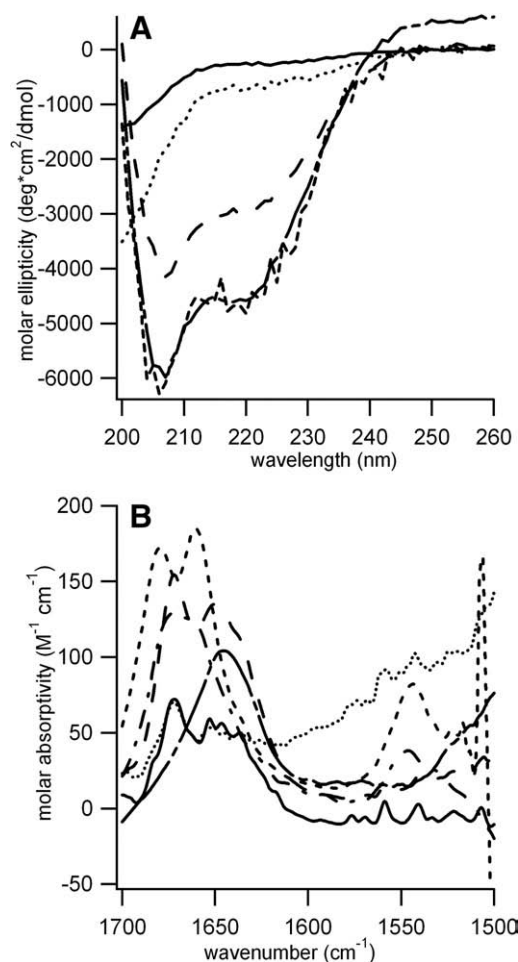 A
0
-1000
-2000
-3000
-4000
-5000
-6000
molar ellipticity (deg*cm²/dmol)
200 210 220 230 240 250 260
wavelength (nm)
B
200
150
100
50
0
-50
molar absorptivity (M⁻¹ cm⁻¹)
1700 1650 1600 1550 1500
wavenumber (cm⁻¹)